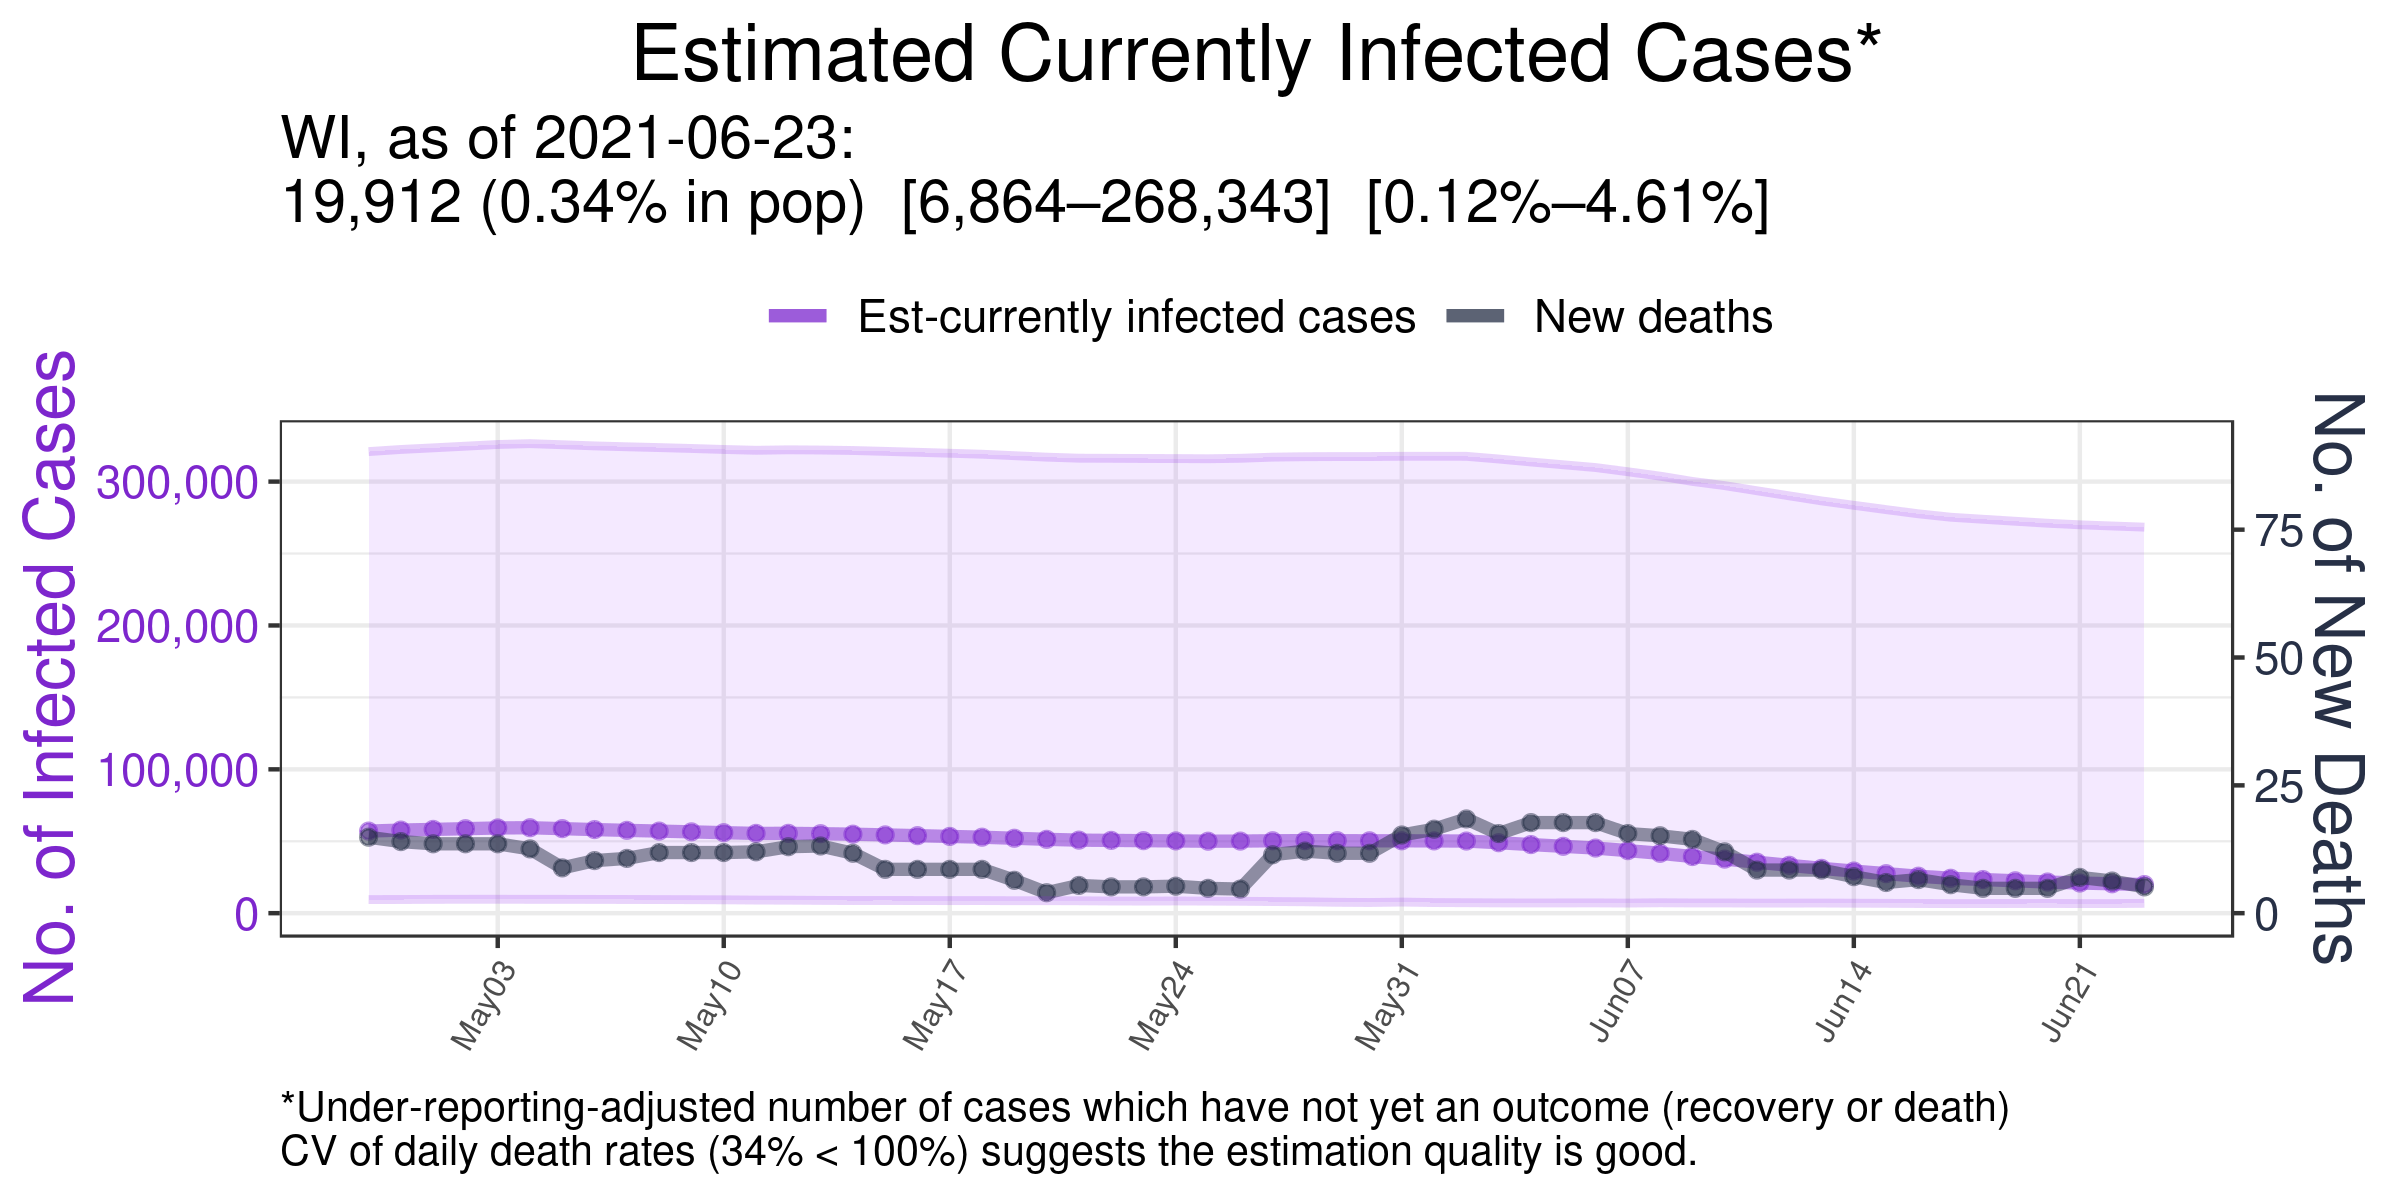 Estimated Currently Infected Cases*
WI, as of 2021-06-23:
19,912 (0.34% in pop)  [6,864–268,343]  [0.12%–4.61%]
Est-currently infected cases
New deaths
No. of Infected Cases
300,000
200,000
100,000
0
No. of New Deaths
75
50
25
0
May03
May10
May17
May24
May31
Jun07
Jun14
Jun21
*Under-reporting-adjusted number of cases which have not yet an outcome (recovery or death)
CV of daily death rates (34% < 100%) suggests the estimation quality is good.